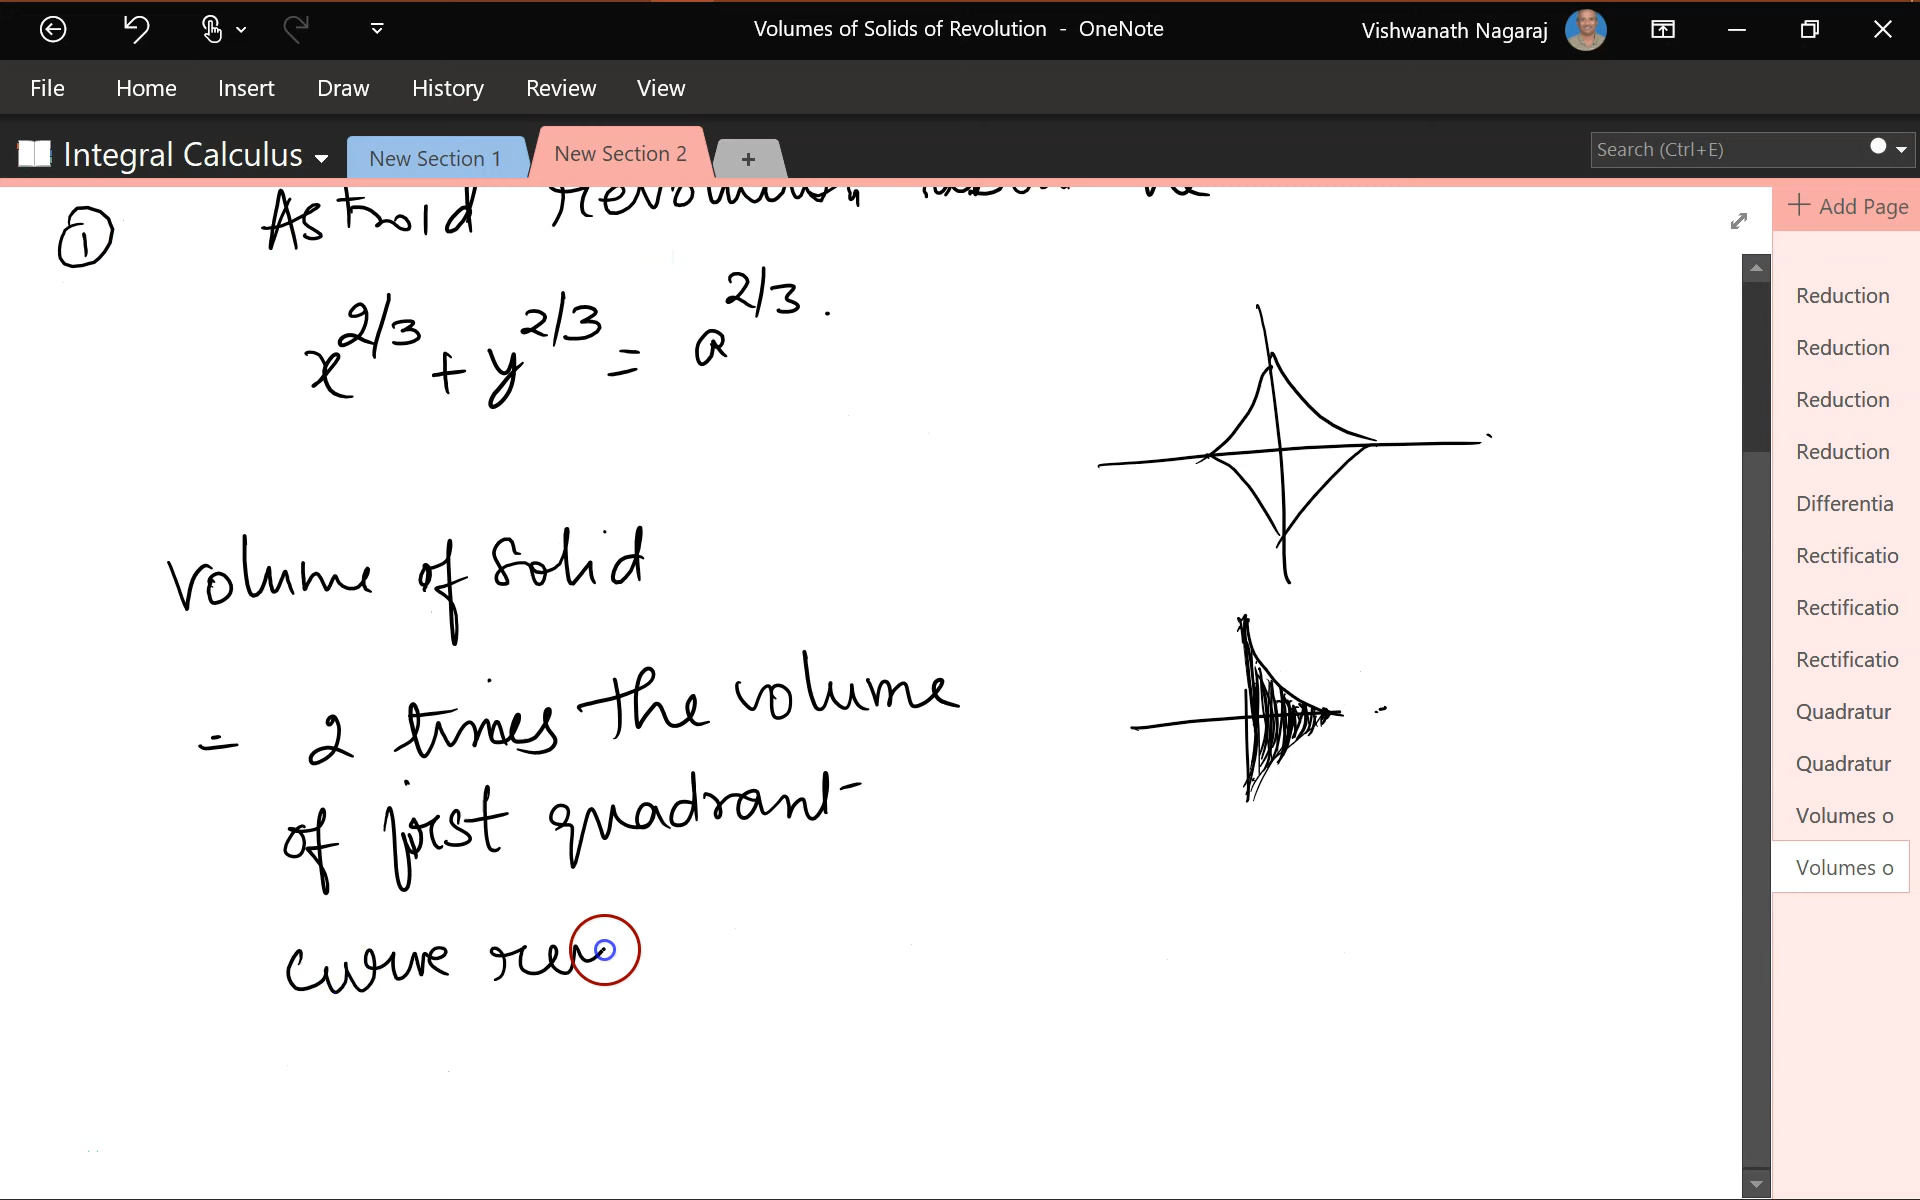 Volumes of Solids of Revolution - OneNote
Vishwanath Nagaraj
File Home Insert Draw History Review View
Integral Calculus
New Section 1
New Section 2
+
Search (Ctrl+E)
+ Add Page
1 Astroid
x^2/3 + y^2/3 = a^2/3.
Volume of Solid
= 2 times the volume
of first quadrant
curve rev
Reduction
Reduction
Reduction
Reduction
Differentia
Rectificatio
Rectificatio
Rectificatio
Quadratur
Quadratur
Volumes o
Volumes o